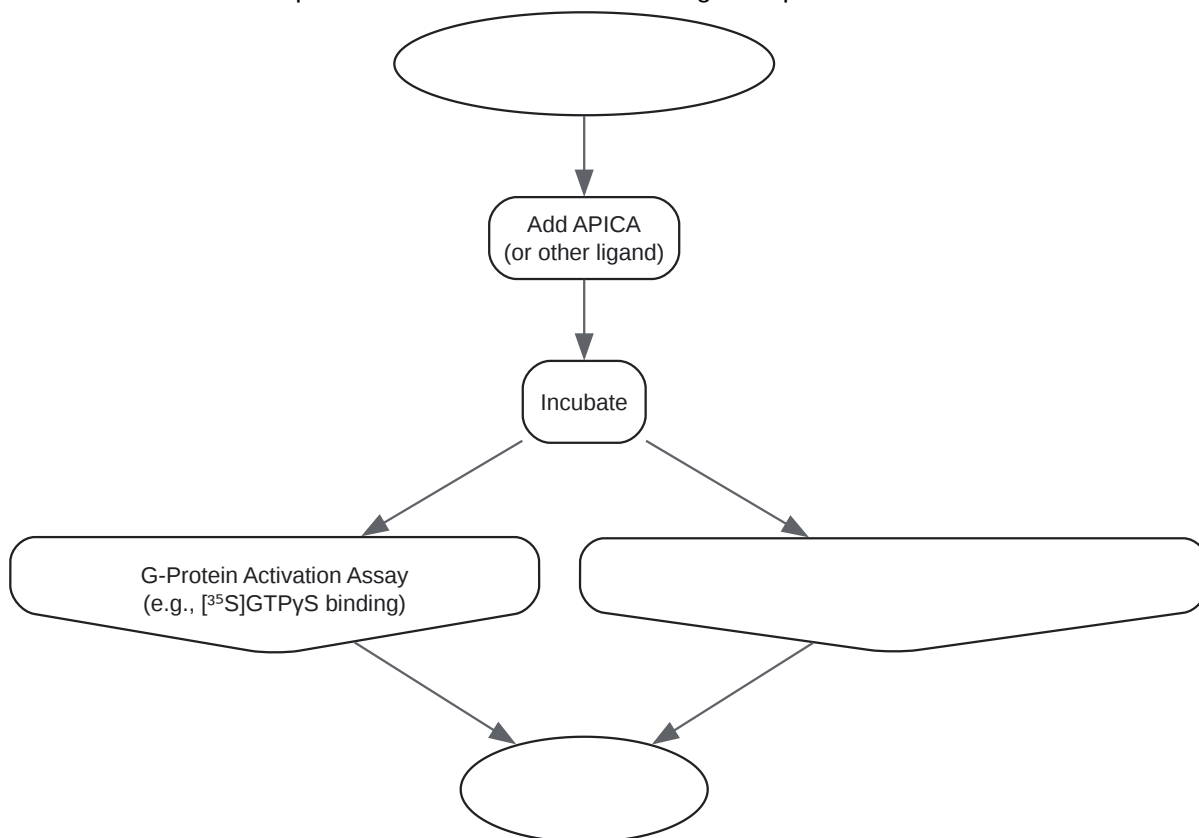 Add APICA
(or other ligand)
Incubate
G-Protein Activation Assay
(e.g., [³⁵S]GTPγS binding)